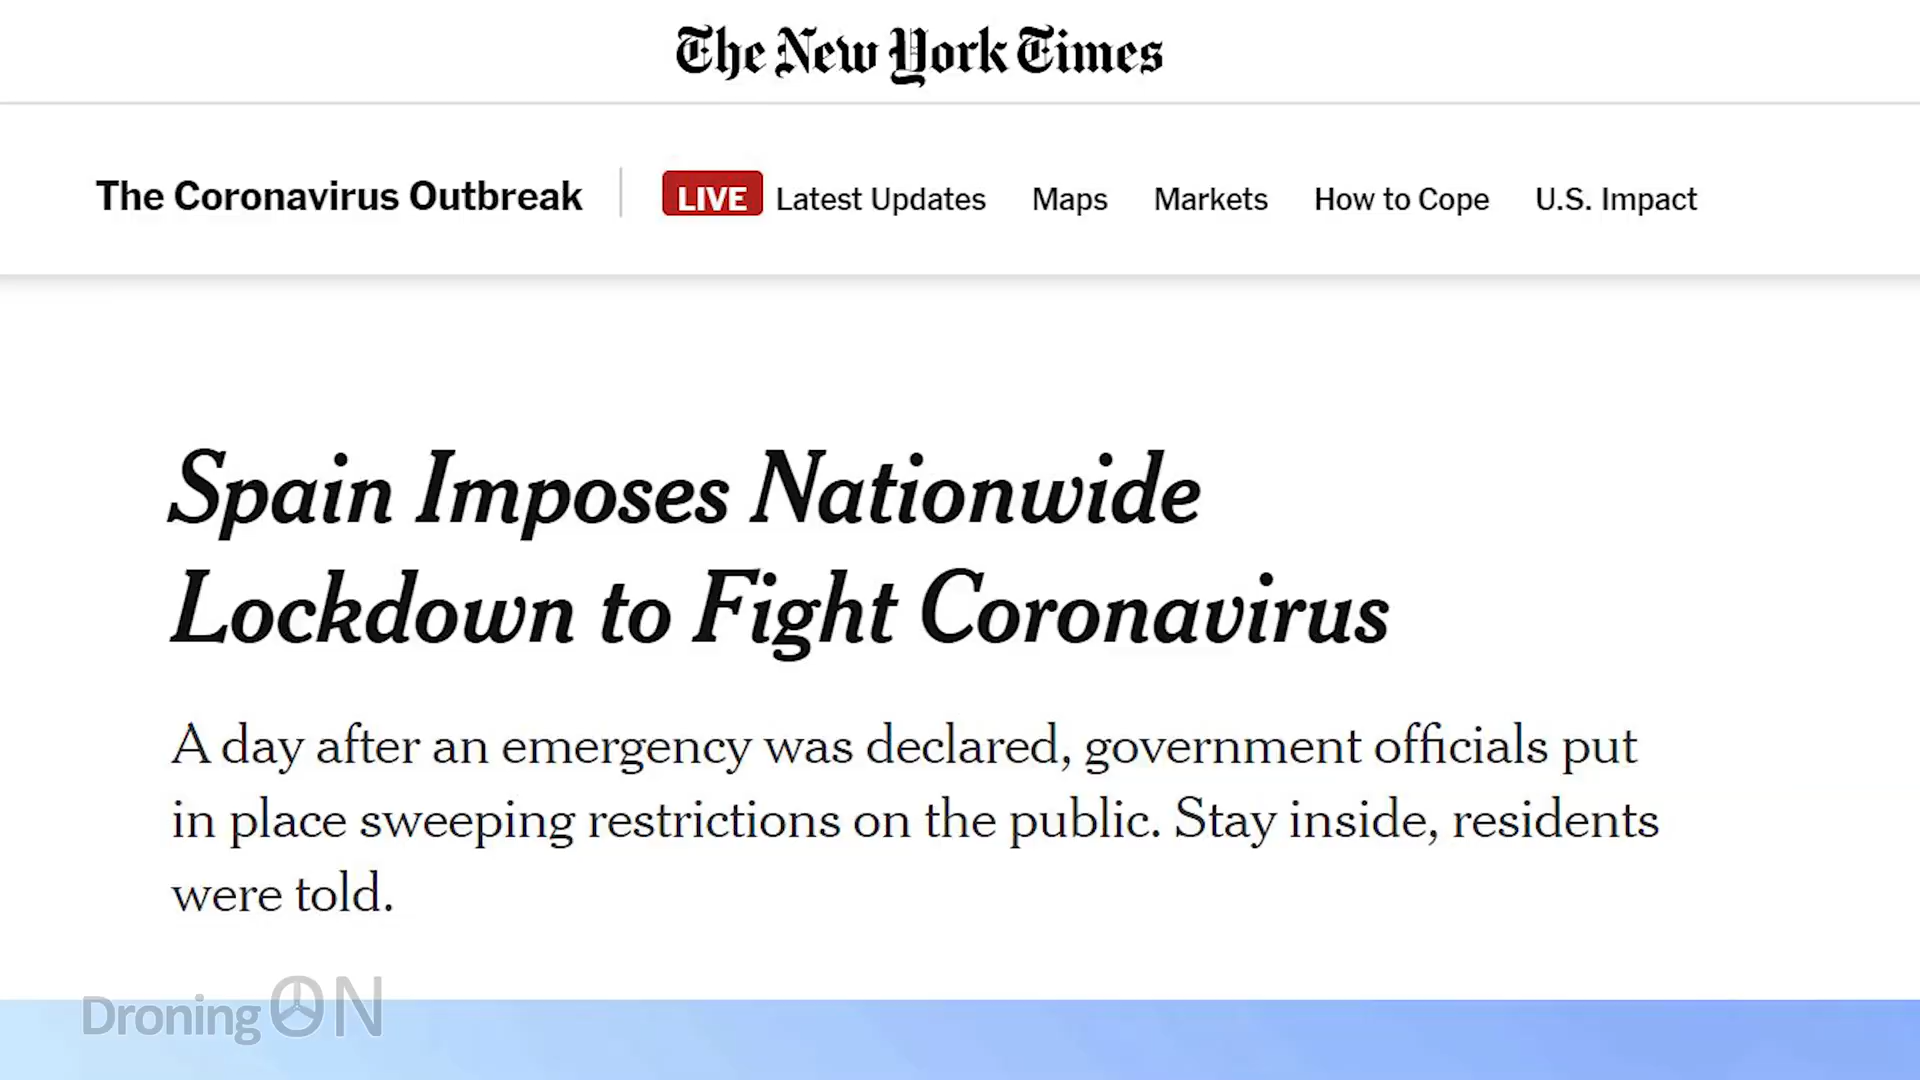 The New York Times
The Coronavirus Outbreak LIVE Latest Updates Maps Markets How to Cope U.S. Impact
Spain Imposes Nationwide
Lockdown to Fight Coronavirus
A day after an emergency was declared, government officials put
in place sweeping restrictions on the public. Stay inside, residents
were told.
DroningON